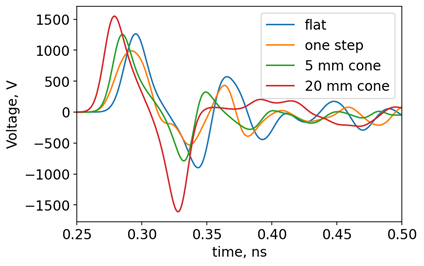 1500
1000
500
0
−500
−1000
−1500
Voltage, V
flat
one step
5 mm cone
20 mm cone
0.25 0.30 0.35 0.40 0.45 0.50
time, ns